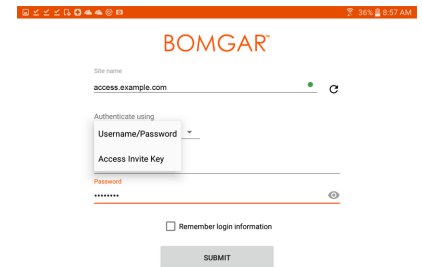 36% 8:57 AM
BOMGAR™
Site name
access.example.com
Authenticate using
Username/Password
Access Invite Key
Password
••••••••
Remember login information
SUBMIT